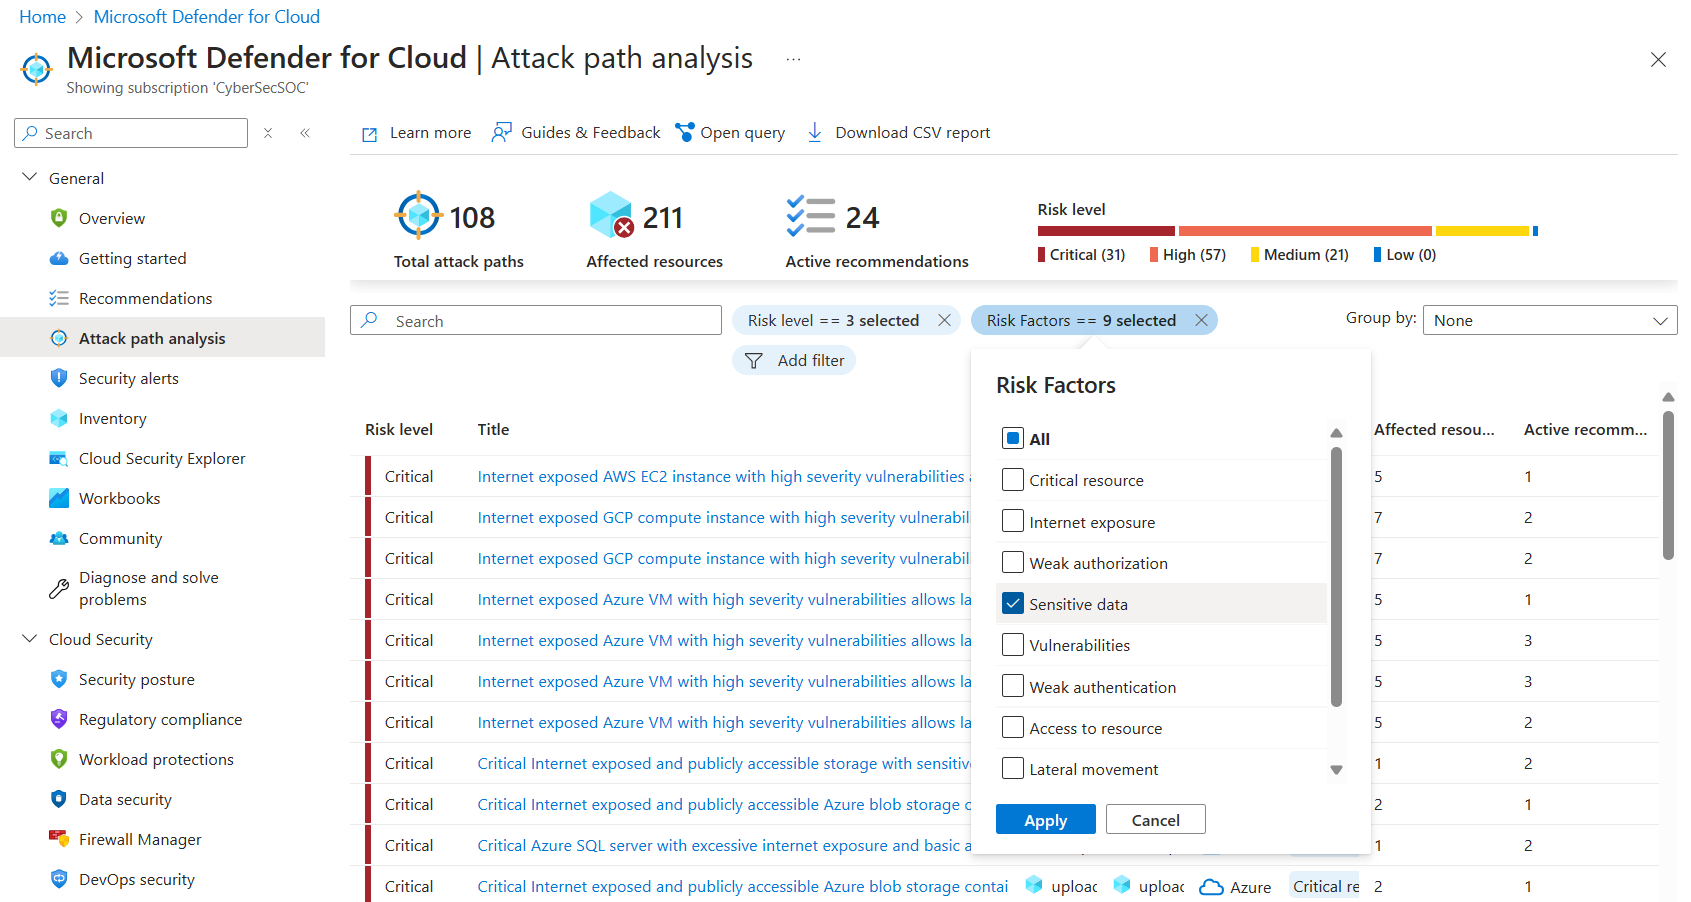 Home > Microsoft Defender for Cloud
Microsoft Defender for Cloud | Attack path analysis ...
Showing subscription 'CyberSecSOC'
Search
General
Overview
Getting started
Recommendations
Attack path analysis
Security alerts
Inventory
Cloud Security Explorer
Workbooks
Community
Diagnose and solve
problems
Cloud Security
Security posture
Regulatory compliance
Workload protections
Data security
Firewall Manager
DevOps security
Learn more Guides & Feedback Open query Download CSV report
108 211 24
Total attack paths Affected resources Active recommendations
Risk level
Critical (31) High (57) Medium (21) Low (0)
Search Risk level == 3 selected Risk Factors == 9 selected Group by: None
Add filter
Risk level Title Affected resou... Active recomm...
Critical Internet exposed AWS EC2 instance with high severity vulnerabilities 5 1
Critical Internet exposed GCP compute instance with high severity vulnerabil 7 2
Critical Internet exposed GCP compute instance with high severity vulnerabil 7 2
Critical Internet exposed Azure VM with high severity vulnerabilities allows la 5 1
Critical Internet exposed Azure VM with high severity vulnerabilities allows la 5 3
Critical Internet exposed Azure VM with high severity vulnerabilities allows la 5 3
Critical Internet exposed Azure VM with high severity vulnerabilities allows la 5 2
Critical Critical Internet exposed and publicly accessible storage with sensitiv 1 2
Critical Critical Internet exposed and publicly accessible Azure blob storage c 2 1
Critical Critical Azure SQL server with excessive internet exposure and basic a 1 2
Critical Critical Internet exposed and publicly accessible Azure blob storage contai upload upload Azure Critical re 2 1
Risk Factors
All
Critical resource
Internet exposure
Weak authorization
Sensitive data
Vulnerabilities
Weak authentication
Access to resource
Lateral movement
Apply Cancel